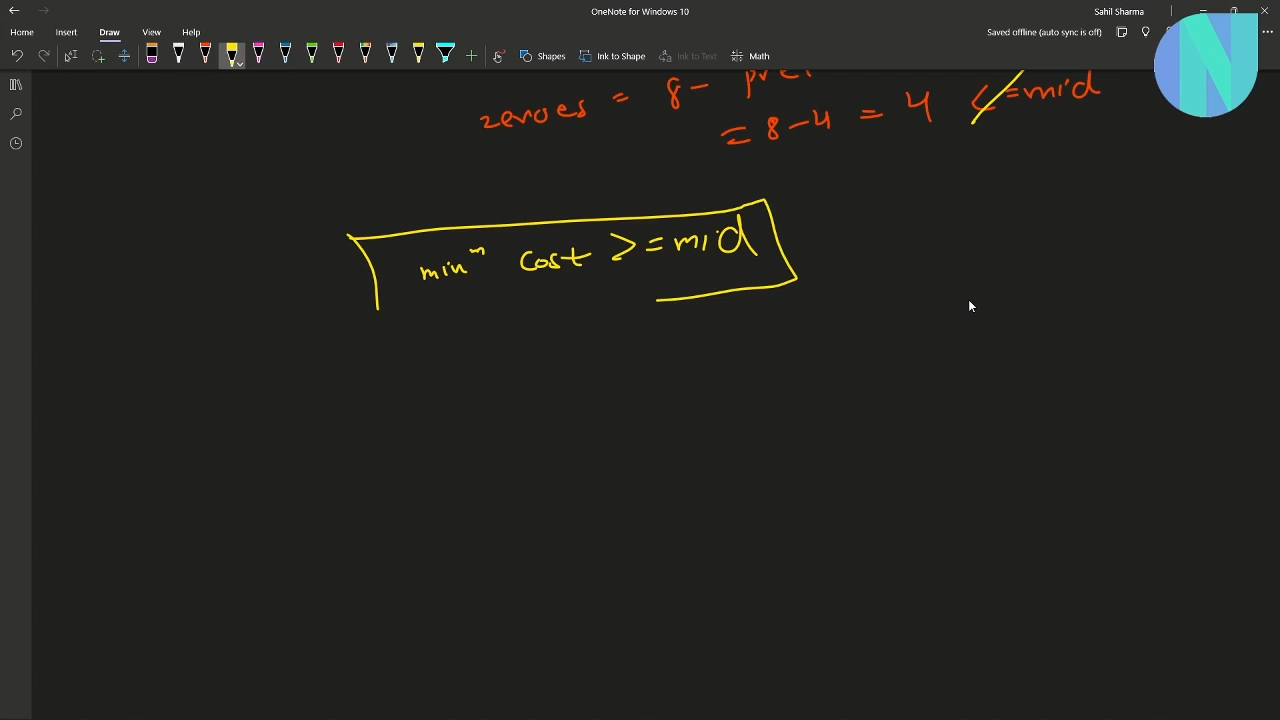 OneNote for Windows 10
Sahil Sharma
Home Insert Draw View Help
Saved offline (auto sync is off)
Shapes Ink to Shape Ink to Text Math
zeroes = 8 -
= 8 - 4 = 4 <= mid
min^m cost >= mid